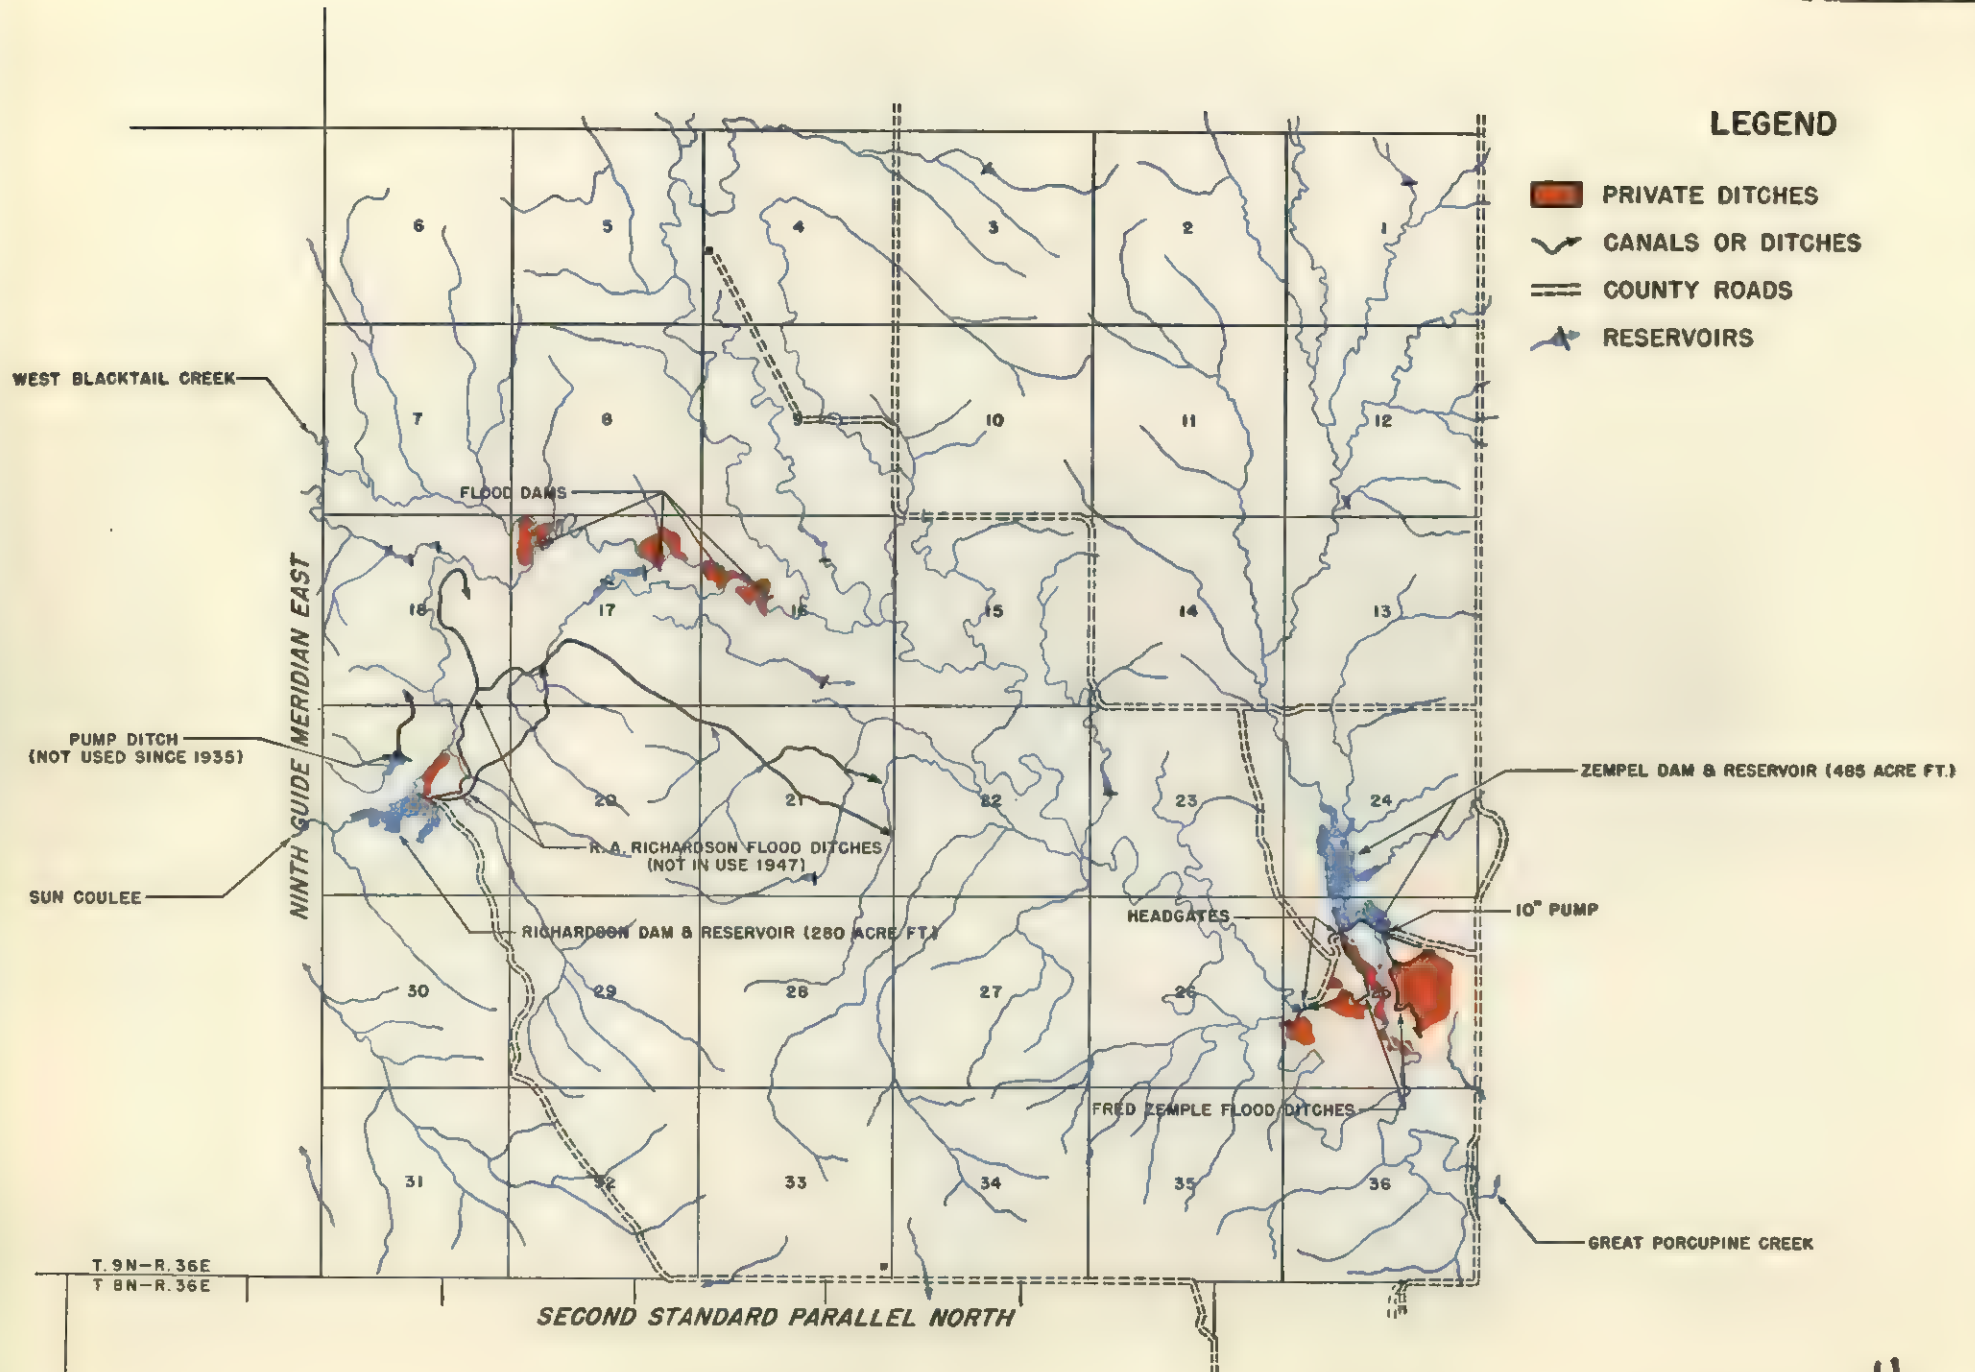 LEGEND
PRIVATE DITCHES
CANALS OR DITCHES
COUNTY ROADS
RESERVOIRS
6
5
4
3
2
1
WEST BLACKTAIL CREEK
7
8
9
10
11
12
FLOOD DAMS
NINTH GUIDE MERIDIAN EAST
18
17
16
15
14
13
PUMP DITCH
(NOT USED SINCE 1935)
ZEMPEL DAM & RESERVOIR (485 ACRE FT.)
20
21
22
23
24
R. A. RICHARDSON FLOOD DITCHES
(NOT IN USE 1947)
SUN COULEE
HEADGATES
10" PUMP
RICHARDSON DAM & RESERVOIR (280 ACRE FT.)
30
29
28
27
26
25
FRED ZEMPLE FLOOD DITCHES
31
32
33
34
35
36
GREAT PORCUPINE CREEK
T. 9N-R. 36E
T 8N-R. 36E
SECOND STANDARD PARALLEL NORTH